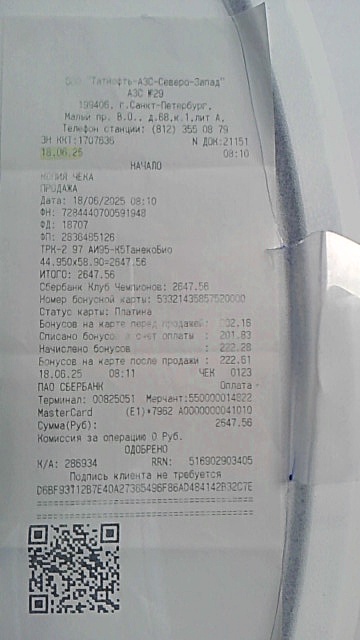 ООО "Татнефть-АЗС-Северо-Запад"
АЗС №29
199406, г.Санкт-Петербург,
Малый пр. В.О., д.68,к.1,лит А,
Телефон станции: (812) 355 08 79
ЗН ККТ:1707636 N ДОК:21151
18.06.25 08:10
НАЧАЛО
КОПИЯ ЧЕКА
ПРОДАЖА
Дата: 18/06/2025 08:10
ФН: 7284440700591948
ФД: 18707
ФП: 2836485126
ТРК-2 97 АИ95-К5ТанекоБио
44.950x58.90=2647.56
ИТОГО: 2647.56
Сбербанк Клуб Чемпионов: 2647.56
Номер бонусной карты: 53321435857520000
Статус карты: Платина
Бонусов на карте перед продажей: 202.16
Списано бонусов в счет оплаты : 201.83
Начислено бонусов : 222.28
Бонусов на карте после продажи : 222.61
18.06.25 08:11 ЧЕК 0123
ПАО СБЕРБАНК Оплата
Терминал: 00825051 Мерчант:550000014822
MasterCard (E1)*7962 A0000000041010
Сумма(Руб): 2647.56
Комиссия за операцию 0 Руб.
ОДОБРЕНО
К/А: 286934 RRN: 516902903405
Подпись клиента не требуется
D6BF93112B7E40A27365496F86AD484142B32C7E
========================================
========================================